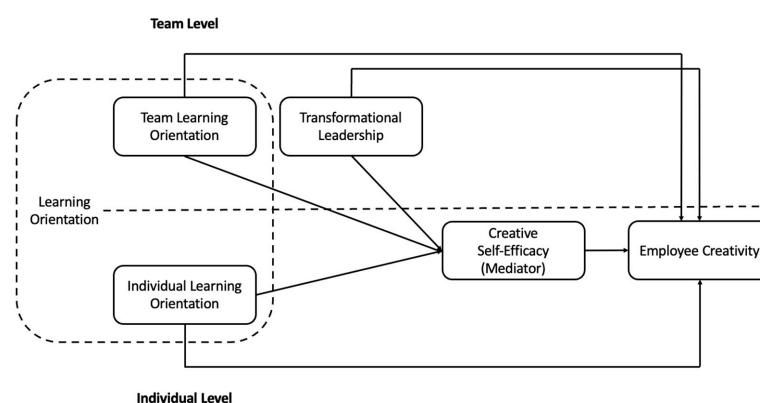 Team Level
Team Learning
Orientation
Transformational
Leadership
Learning
Orientation
Creative
Self-Efficacy
(Mediator)
Employee Creativity
Individual Learning
Orientation
Individual Level